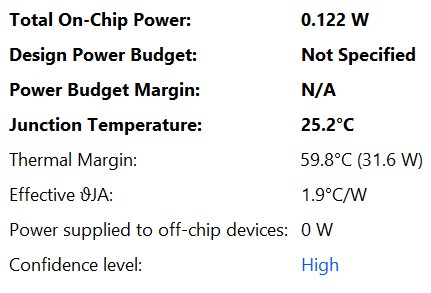 Total On-Chip Power: 0.122 W
Design Power Budget: Not Specified
Power Budget Margin: N/A
Junction Temperature: 25.2°C
Thermal Margin: 59.8°C (31.6 W)
Effective ϑJA: 1.9°C/W
Power supplied to off-chip devices: 0 W
Confidence level: High